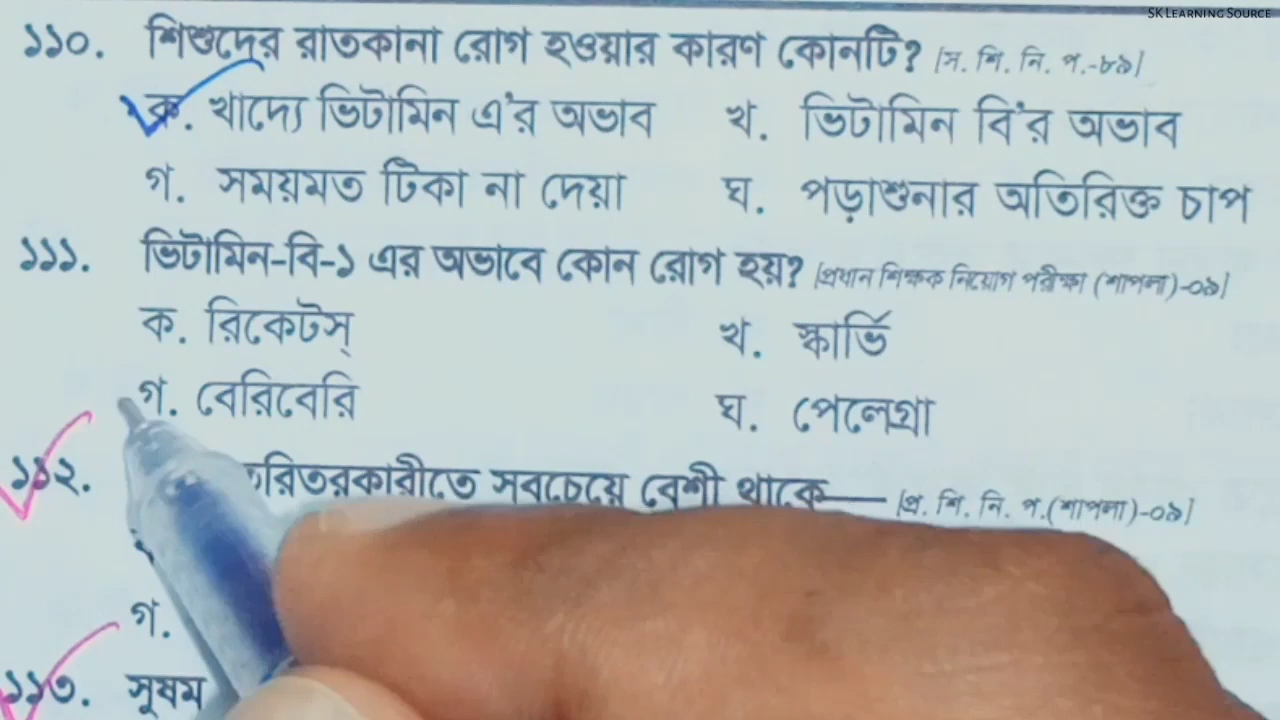 SK Learning Source
১১০. শিশুদের রাতকানা রোগ হওয়ার কারণ কোনটি? [স. শি. নি. প.-৮৯]
ক. খাদ্যে ভিটামিন এ'র অভাব খ. ভিটামিন বি'র অভাব
গ. সময়মত টিকা না দেয়া ঘ. পড়াশুনার অতিরিক্ত চাপ
১১১. ভিটামিন-বি-১ এর অভাবে কোন রোগ হয়? [প্রধান শিক্ষক নিয়োগ পরীক্ষা (শাপলা)-০৯]
ক. রিকেটস্ খ. স্কার্ভি
গ. বেরিবেরি ঘ. পেলেগ্রা
১১২. সবচেয়ে বেশী থাকে— [প্র. শি. নি. প.(শাপলা)-০৯]
গ.
১১৩. সুষম